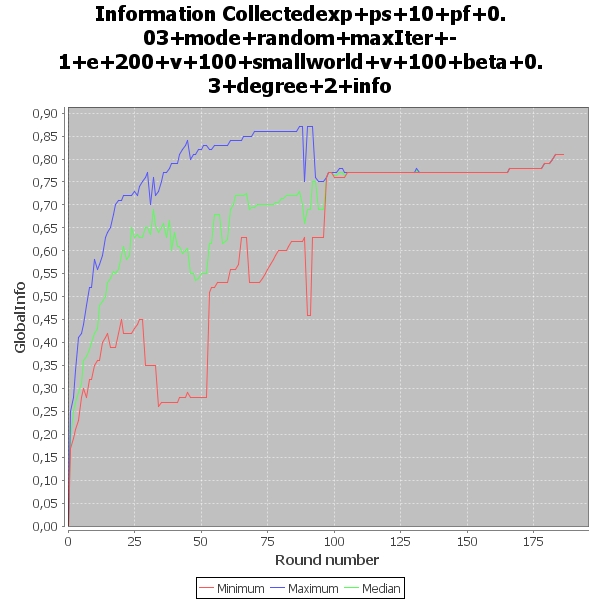 Information Collectedexp+ps+10+pf+0.
03+mode+random+maxIter+-
1+e+200+v+100+smallworld+v+100+beta+0.
3+degree+2+info
0,90
0,85
0,80
0,75
0,70
0,65
0,60
0,55
0,50
0,45
0,40
0,35
0,30
0,25
0,20
0,15
0,10
0,05
0,00
GlobalInfo
0 25 50 75 100 125 150 175
Round number
Minimum Maximum Median